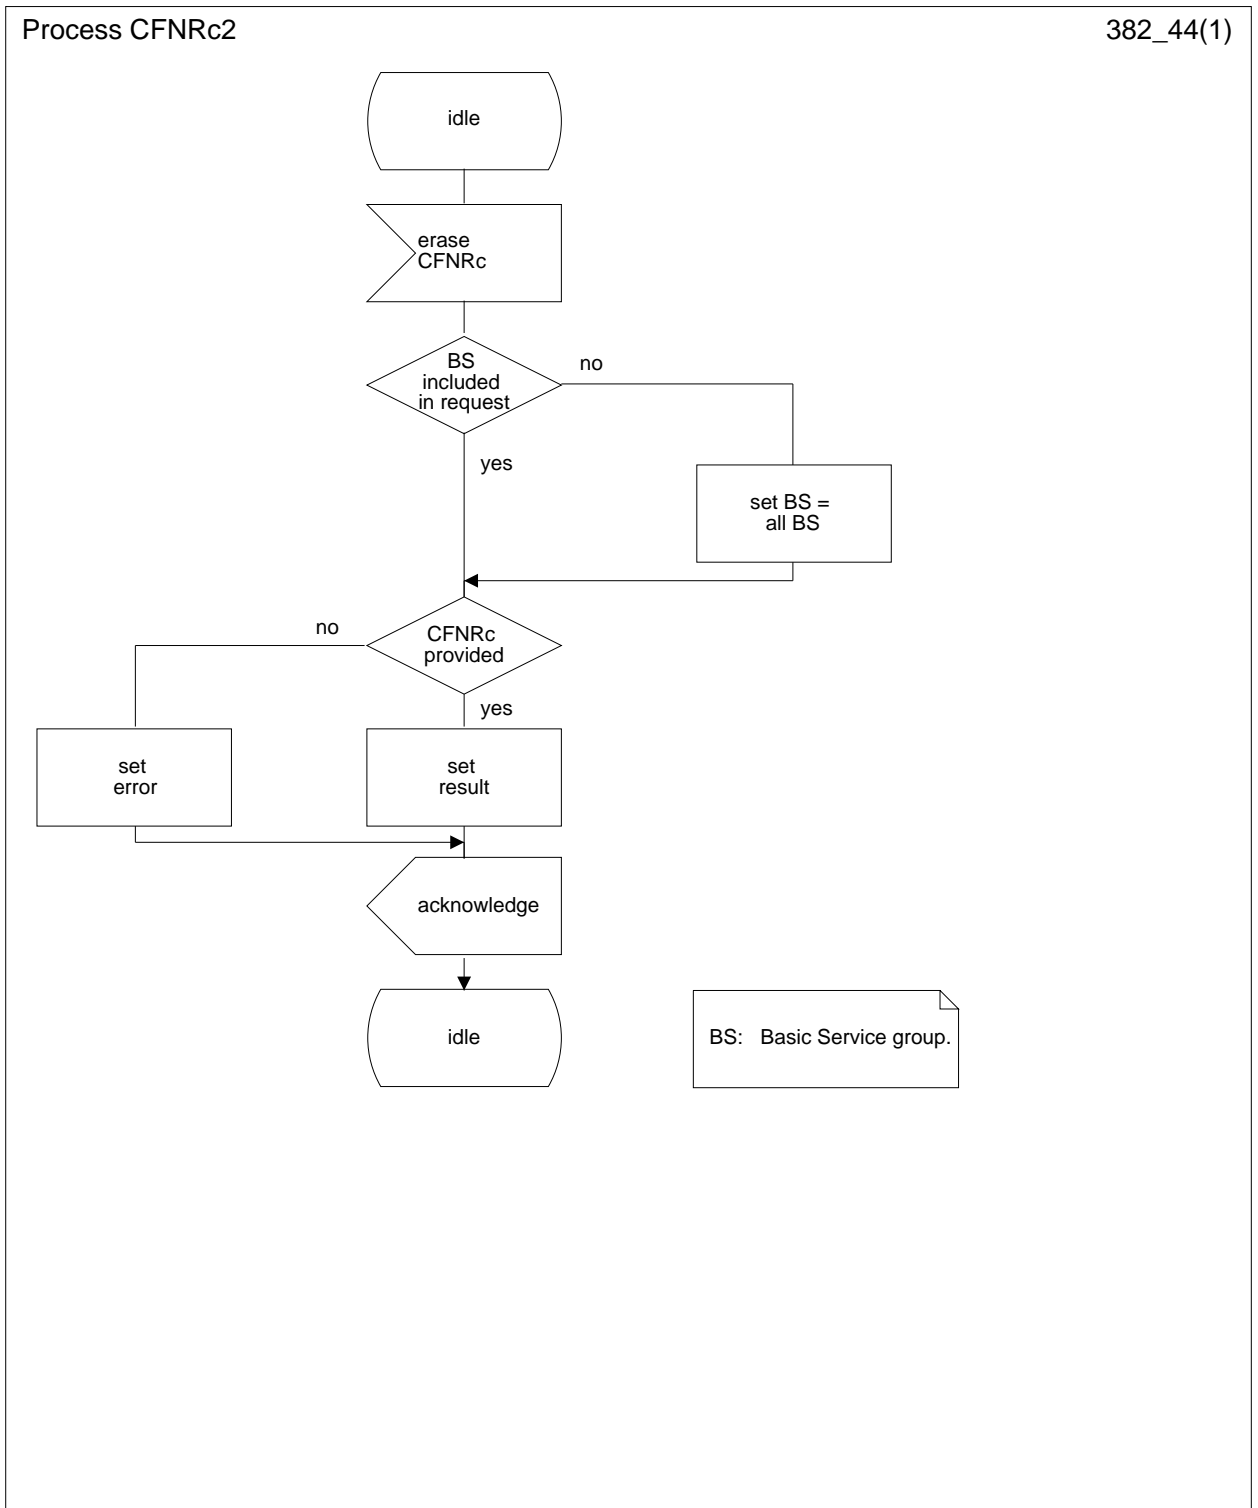 Process CFNRc2
382_44(1)
idle
erase
CFNRc
BS
included
in request
no
yes
set BS =
all BS
no
CFNRc
provided
yes
set
error
set
result
acknowledge
idle
BS: Basic Service group.